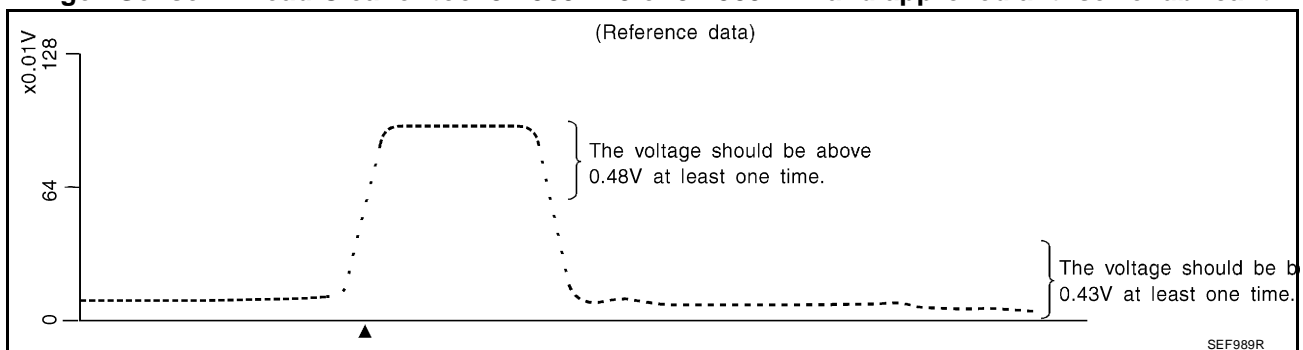 (Reference data)
x0.01V
128
64
0
The voltage should be above
0.48V at least one time.
The voltage should be
0.43V at least one time.
▲
SEF989R